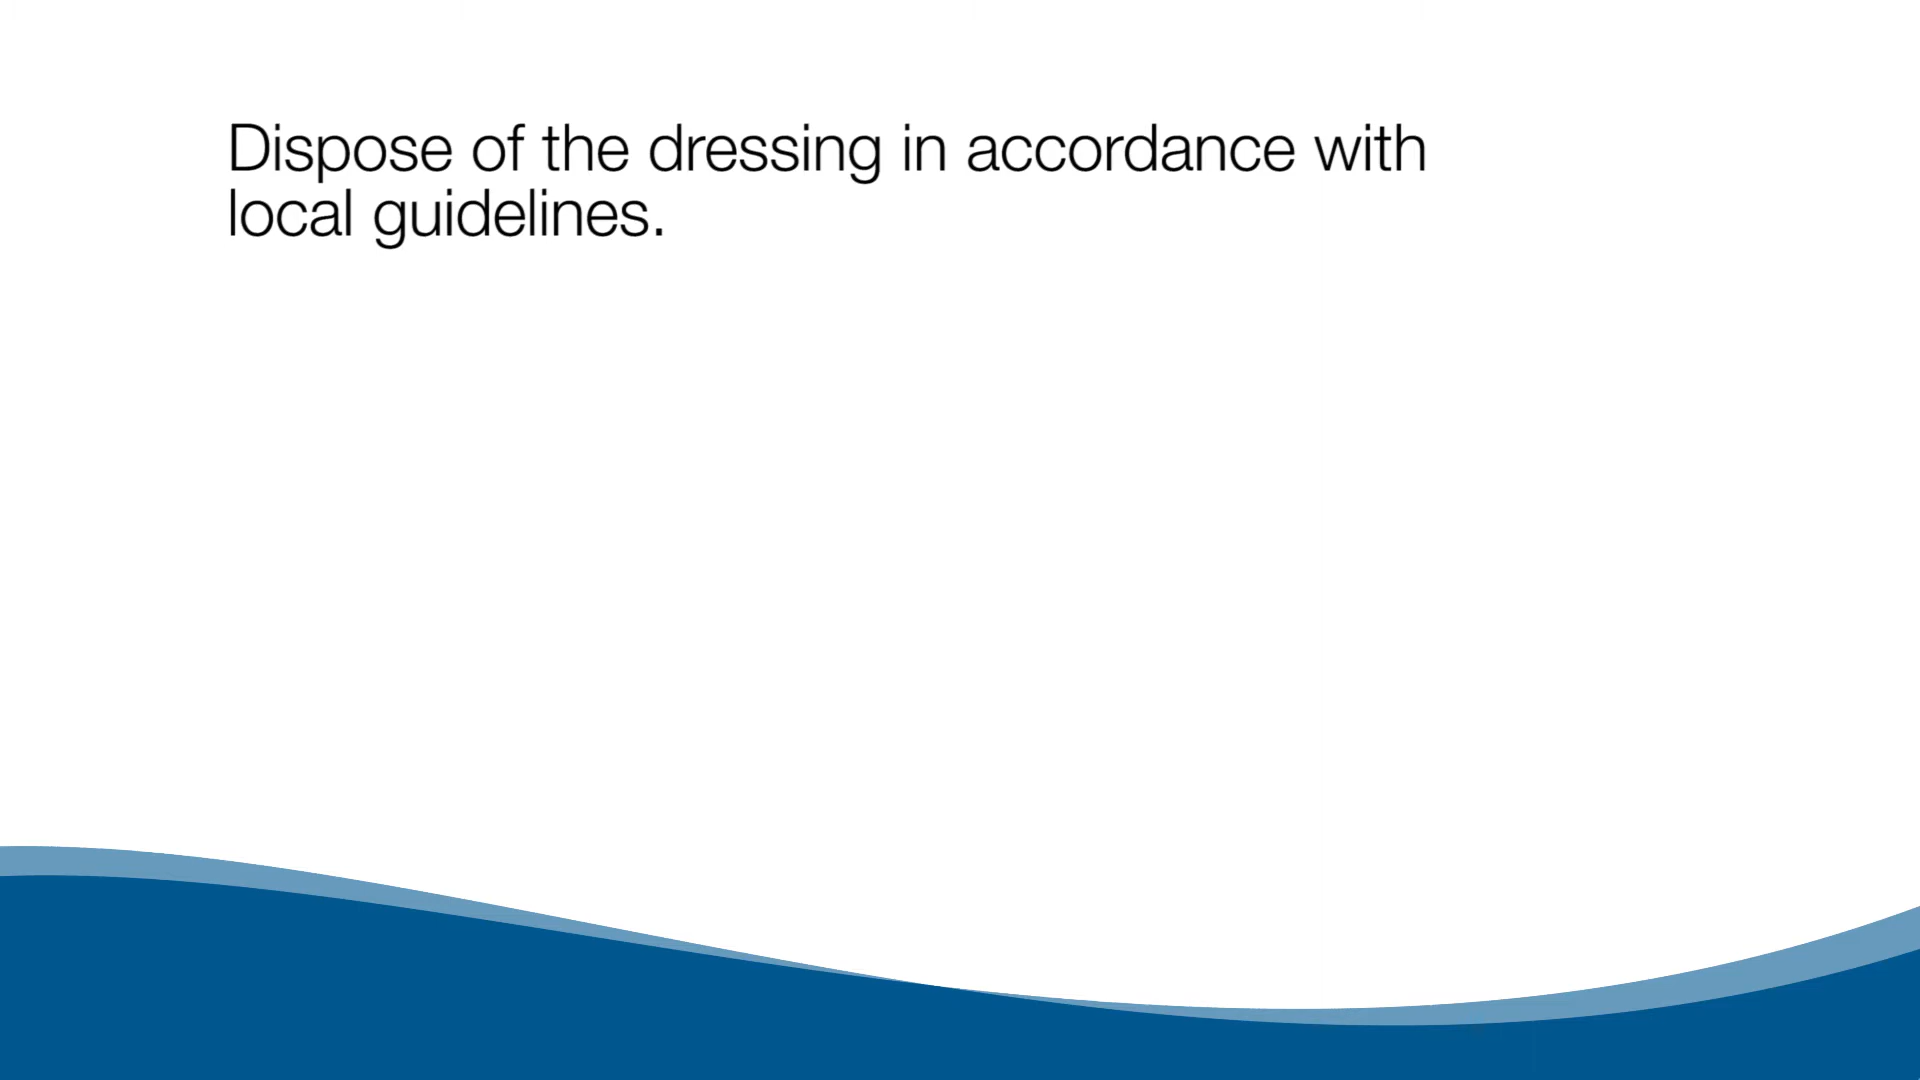 Dispose of the dressing in accordance with
local guidelines.